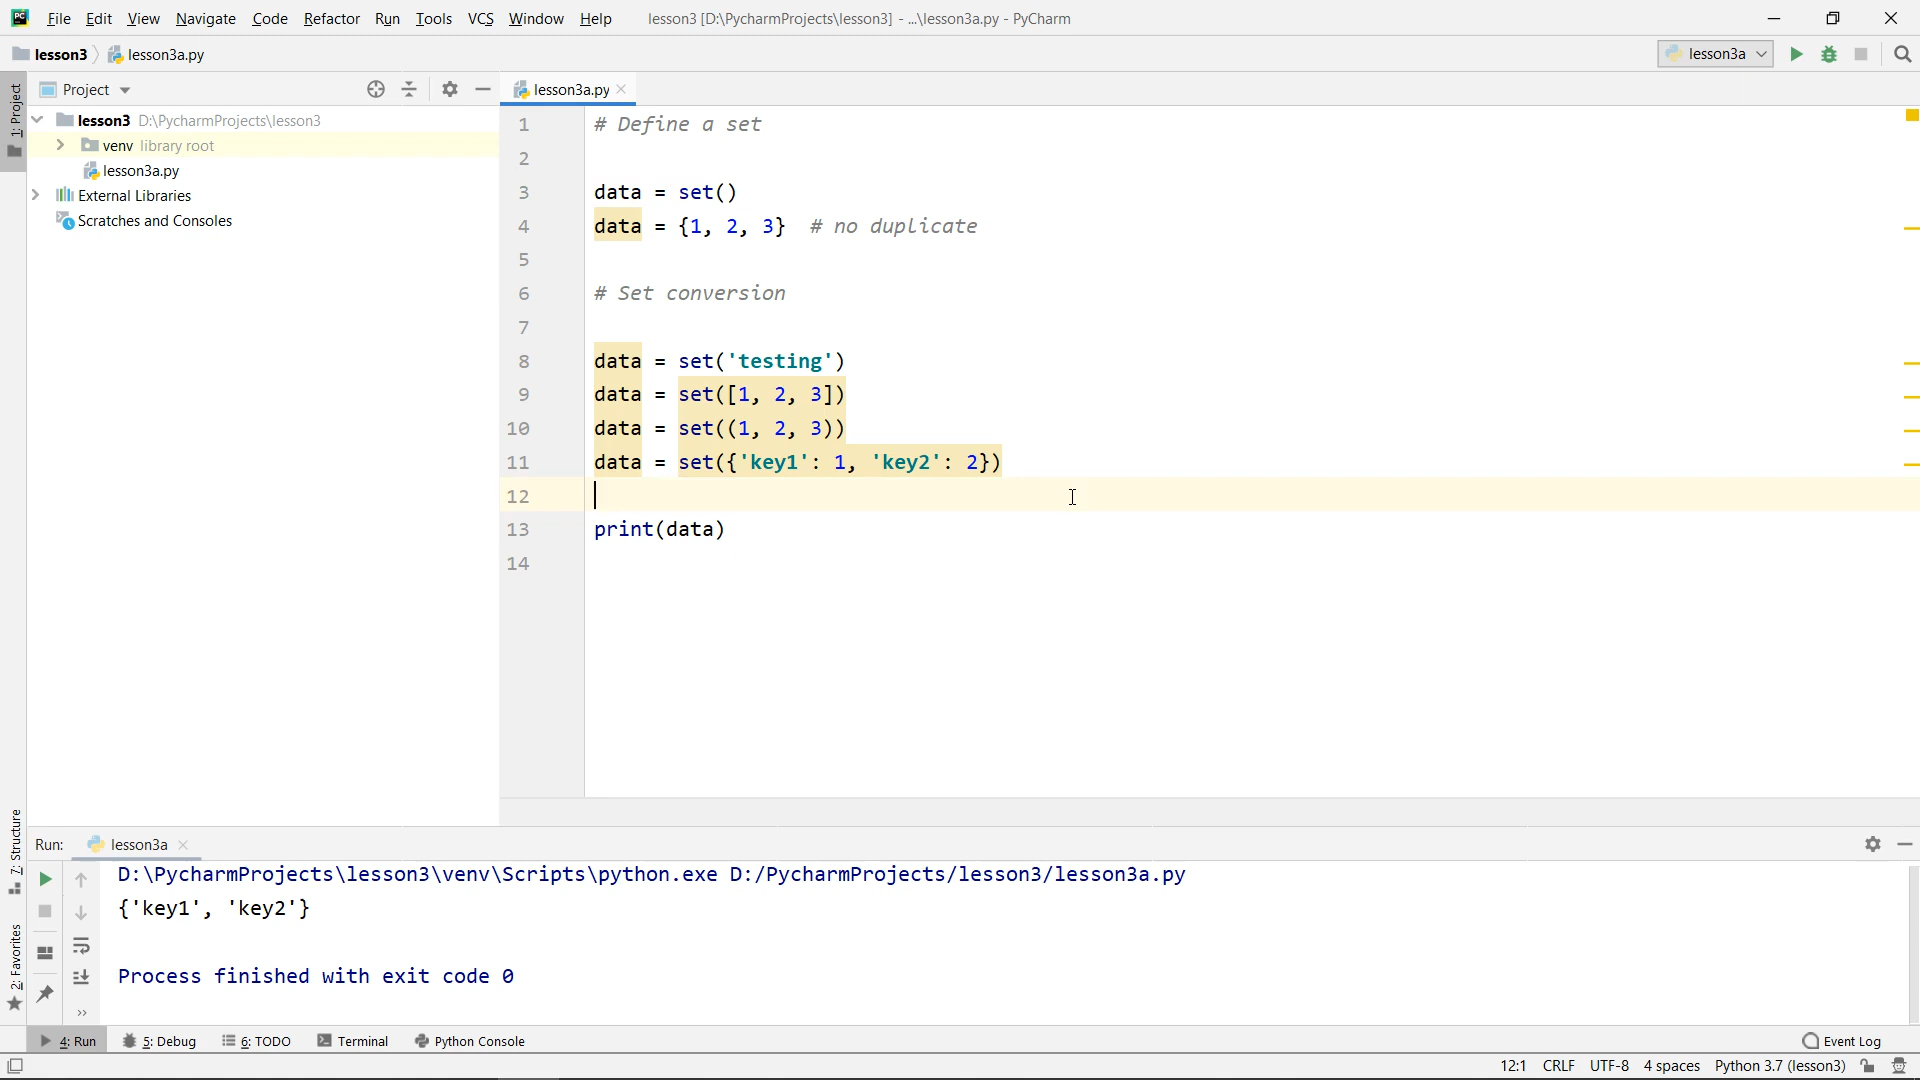 File Edit View Navigate Code Refactor Run Tools VCS Window Help lesson3 [D:\PycharmProjects\lesson3] - ...\lesson3a.py - PyCharm
lesson3 lesson3a.py lesson3a
Project lesson3a.py
1: Project
lesson3 D:\PycharmProjects\lesson3
venv library root
lesson3a.py
External Libraries
Scratches and Consoles
1 # Define a set
2
3 data = set()
4 data = {1, 2, 3}  # no duplicate
5
6 # Set conversion
7
8 data = set('testing')
9 data = set([1, 2, 3])
10 data = set((1, 2, 3))
11 data = set({'key1': 1, 'key2': 2})
12
13 print(data)
14
7: Structure
2: Favorites
Run: lesson3a
D:\PycharmProjects\lesson3\venv\Scripts\python.exe D:/PycharmProjects/lesson3/lesson3a.py
{'key1', 'key2'}
Process finished with exit code 0
4: Run 5: Debug 6: TODO Terminal Python Console Event Log
12:1 CRLF UTF-8 4 spaces Python 3.7 (lesson3)